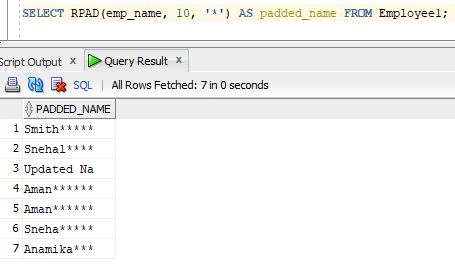 SELECT RPAD(emp_name, 10, '*') AS padded_name FROM Employee1;
Script Output x Query Result x
SQL | All Rows Fetched: 7 in 0 seconds
PADDED_NAME
1 Smith*****
2 Snehal****
3 Updated Na
4 Aman******
5 Aman******
6 Sneha*****
7 Anamika***